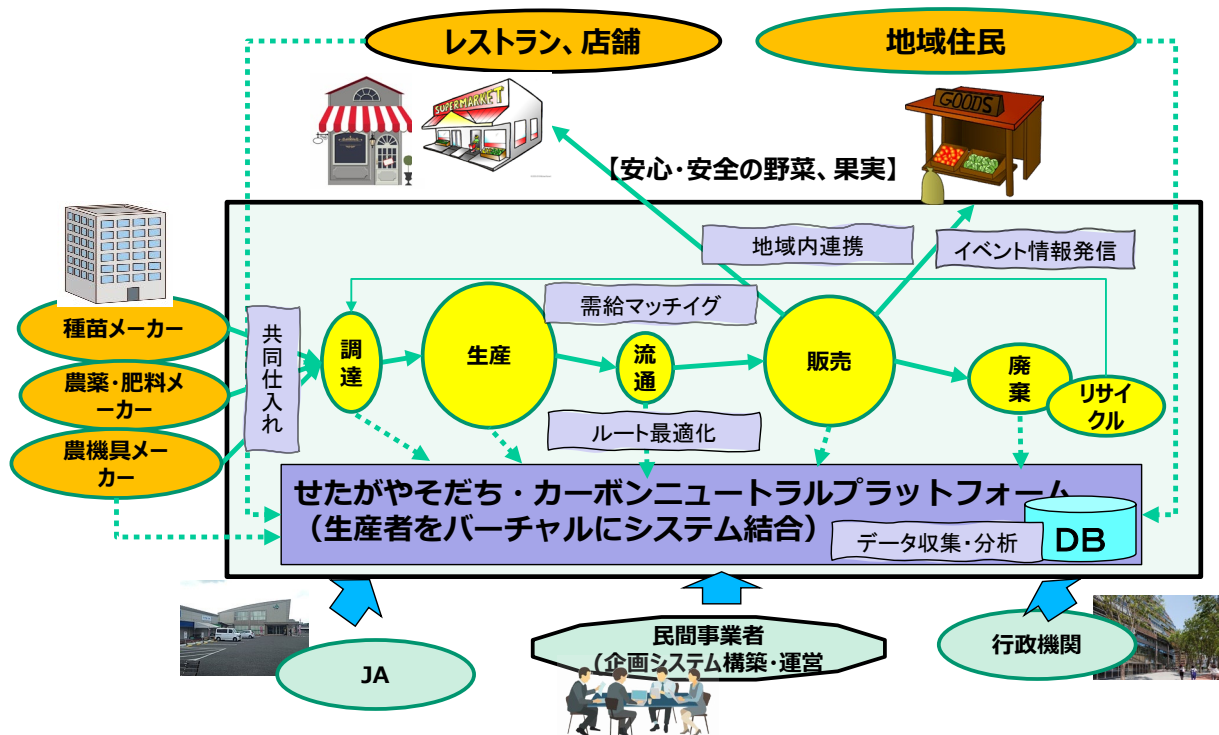 レストラン、店舗
地域住民
SUPERMARKET
GOODS
【安心・安全の野菜、果実】
地域内連携
イベント情報発信
種苗メーカー
農薬・肥料メ
ーカー
農機具メー
カー
共同仕入れ
需給マッチイグ
調
達
生産
流
通
販売
廃
棄
リサイ
クル
ルート最適化
せたがやそだち・カーボンニュートラルプラットフォーム
(生産者をバーチャルにシステム結合)
データ収集・分析
DB
JA
民間事業者
(企画システム構築・運営
行政機関